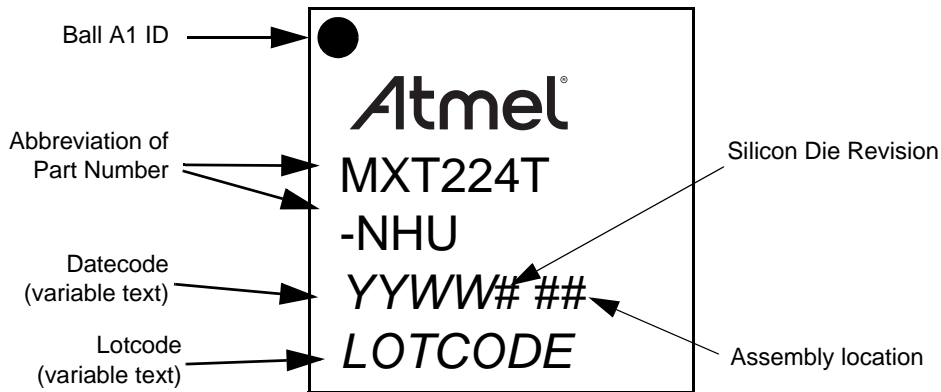 Ball A1 ID
Atmel®
Abbreviation of
Part Number
MXT224T
-NHU
Silicon Die Revision
Datecode
(variable text)
YYWW# ##
Lotcode
(variable text)
LOTCODE
Assembly location